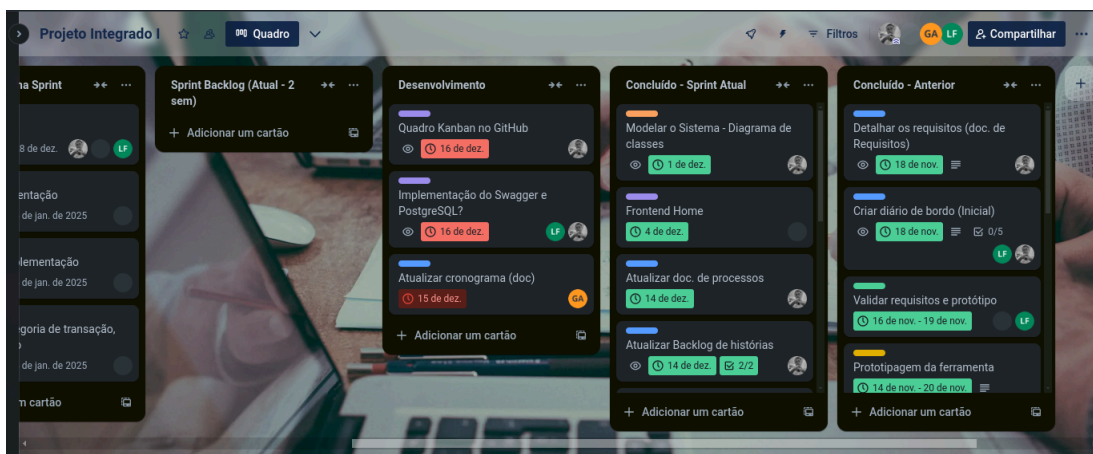 Projeto Integrado I
Quadro
Filtros
GA
LF
Compartilhar
na Sprint
8 de dez.
LF
entação
de jan. de 2025
lementação
de jan. de 2025
egoria de transação,
o
de jan. de 2025
m cartão
Sprint Backlog (Atual - 2
sem)
Adicionar um cartão
Desenvolvimento
Quadro Kanban no GitHub
16 de dez.
Implementação do Swagger e
PostgreSQL?
16 de dez.
LF
Atualizar cronograma (doc)
15 de dez.
GA
Adicionar um cartão
Concluído - Sprint Atual
Modelar o Sistema - Diagrama de
classes
1 de dez.
Frontend Home
4 de dez.
Atualizar doc. de processos
14 de dez.
Atualizar Backlog de histórias
14 de dez. 2/2
Adicionar um cartão
Concluído - Anterior
Detalhar os requisitos (doc. de
Requisitos)
18 de nov.
Criar diário de bordo (Inicial)
18 de nov. 0/5
LF
Validar requisitos e protótipo
16 de nov. - 19 de nov.
LF
Prototipagem da ferramenta
14 de nov. - 20 de nov.
Adicionar um cartão